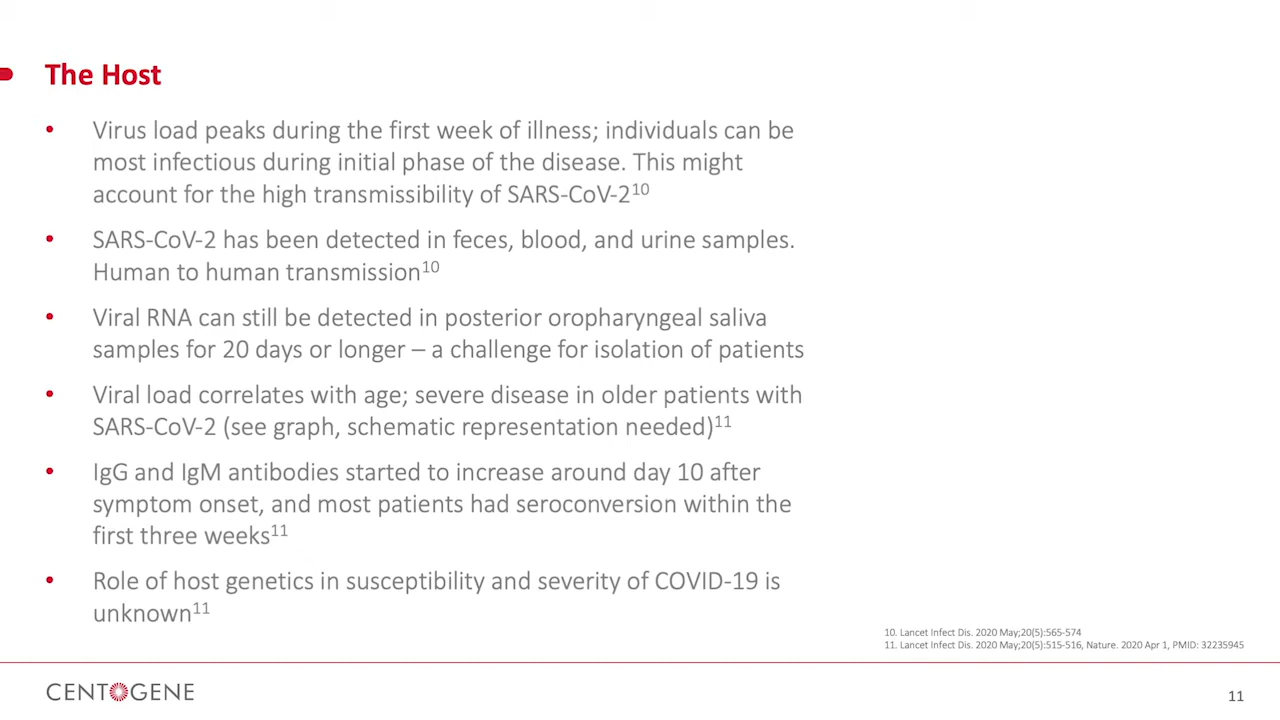 The Host
• Virus load peaks during the first week of illness; individuals can be
most infectious during initial phase of the disease. This might
account for the high transmissibility of SARS-CoV-2¹⁰
• SARS-CoV-2 has been detected in feces, blood, and urine samples.
Human to human transmission¹⁰
• Viral RNA can still be detected in posterior oropharyngeal saliva
samples for 20 days or longer – a challenge for isolation of patients
• Viral load correlates with age; severe disease in older patients with
SARS-CoV-2 (see graph, schematic representation needed)¹¹
• IgG and IgM antibodies started to increase around day 10 after
symptom onset, and most patients had seroconversion within the
first three weeks¹¹
• Role of host genetics in susceptibility and severity of COVID-19 is
unknown¹¹
10. Lancet Infect Dis. 2020 May;20(5):565-574
11. Lancet Infect Dis. 2020 May;20(5):515-516, Nature. 2020 Apr 1, PMID: 32235945
CENTOGENE
11